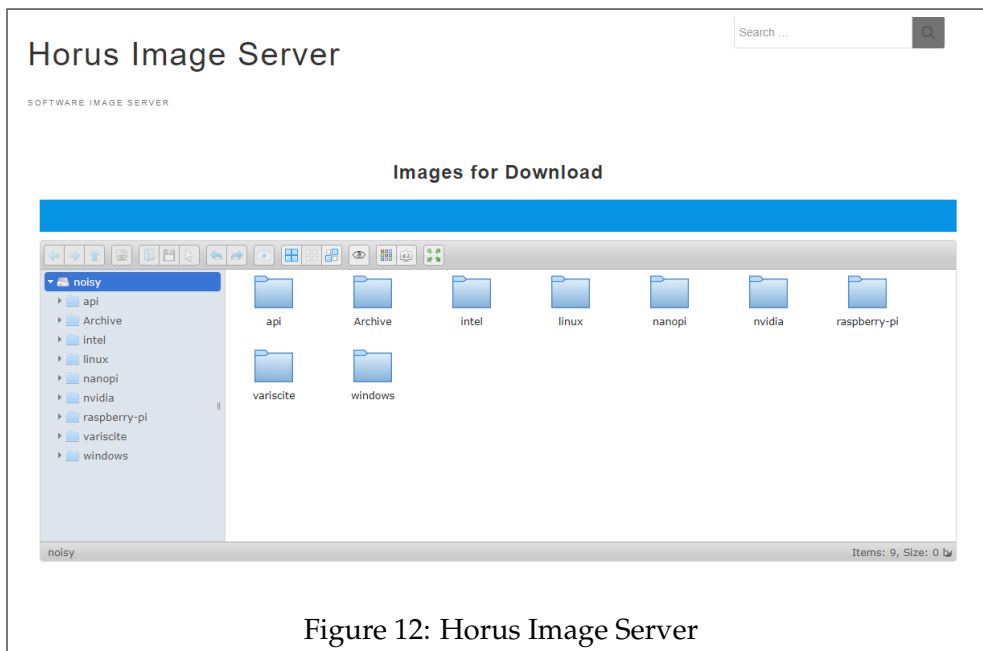 Search ...
Horus Image Server
SOFTWARE IMAGE SERVER
Images for Download
noisy
api
Archive
intel
linux
nanopi
nvidia
raspberry-pi
variscite
windows
api Archive intel linux nanopi nvidia raspberry-pi
variscite windows
noisy Items: 9, Size: 0
Figure 12: Horus Image Server